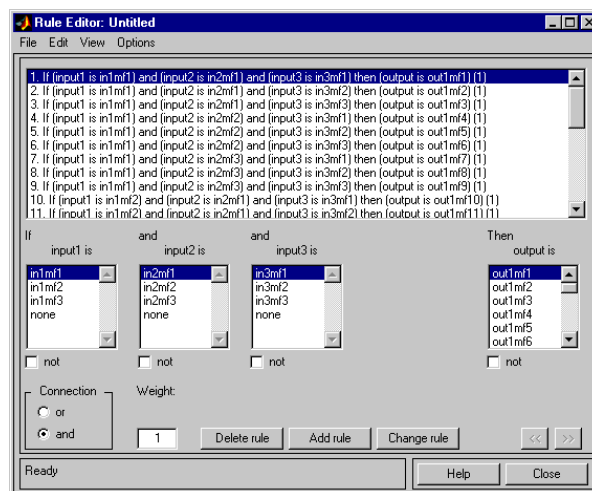 Rule Editor: Untitled
File Edit View Options
1. If (input1 is in1mf1) and (input2 is in2mf1) and (input3 is in3mf1) then (output is out1mf1) (1)
2. If (input1 is in1mf1) and (input2 is in2mf1) and (input3 is in3mf2) then (output is out1mf2) (1)
3. If (input1 is in1mf1) and (input2 is in2mf1) and (input3 is in3mf3) then (output is out1mf3) (1)
4. If (input1 is in1mf1) and (input2 is in2mf2) and (input3 is in3mf1) then (output is out1mf4) (1)
5. If (input1 is in1mf1) and (input2 is in2mf2) and (input3 is in3mf2) then (output is out1mf5) (1)
6. If (input1 is in1mf1) and (input2 is in2mf2) and (input3 is in3mf3) then (output is out1mf6) (1)
7. If (input1 is in1mf1) and (input2 is in2mf3) and (input3 is in3mf1) then (output is out1mf7) (1)
8. If (input1 is in1mf1) and (input2 is in2mf3) and (input3 is in3mf2) then (output is out1mf8) (1)
9. If (input1 is in1mf1) and (input2 is in2mf3) and (input3 is in3mf3) then (output is out1mf9) (1)
10. If (input1 is in1mf2) and (input2 is in2mf1) and (input3 is in3mf1) then (output is out1mf10) (1)
11. If (input1 is in1mf2) and (input2 is in2mf1) and (input3 is in3mf2) then (output is out1mf11) (1)
If and and Then
input1 is input2 is input3 is output is
in1mf1 in2mf1 in3mf1 out1mf1
in1mf2 in2mf2 in3mf2 out1mf2
in1mf3 in2mf3 in3mf3 out1mf3
none none none out1mf4
out1mf5
out1mf6
not not not not
Connection Weight:
or
and 1 Delete rule Add rule Change rule << >>
Ready Help Close